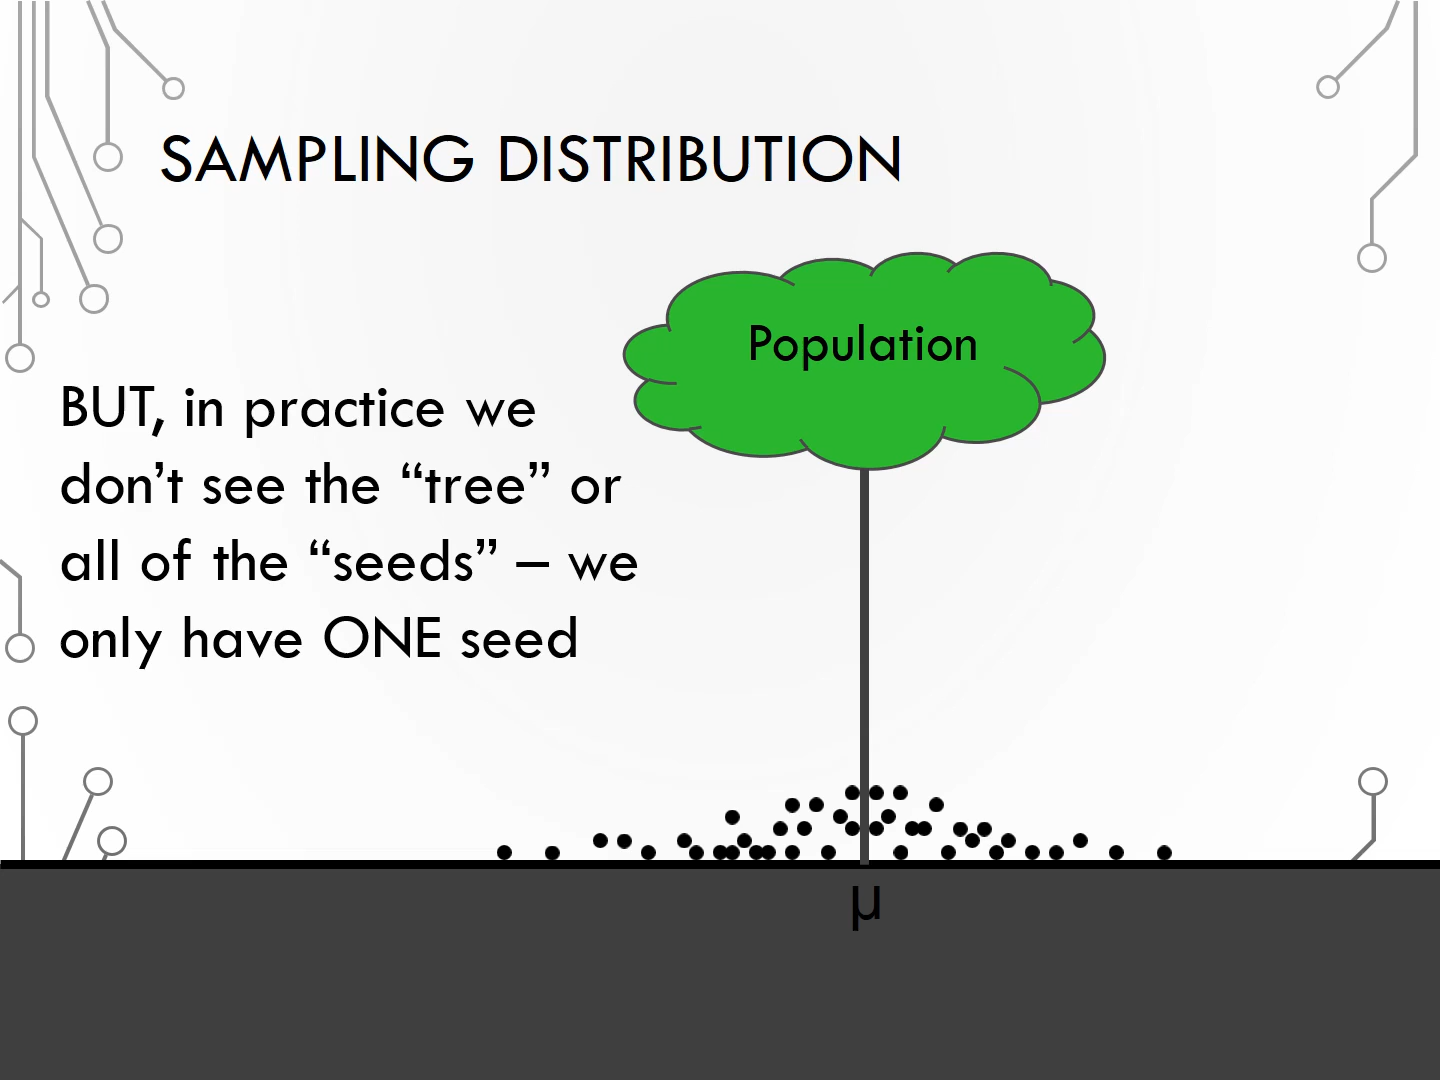 SAMPLING DISTRIBUTION
Population
BUT, in practice we
don’t see the “tree” or
all of the “seeds” – we
only have ONE seed
μ